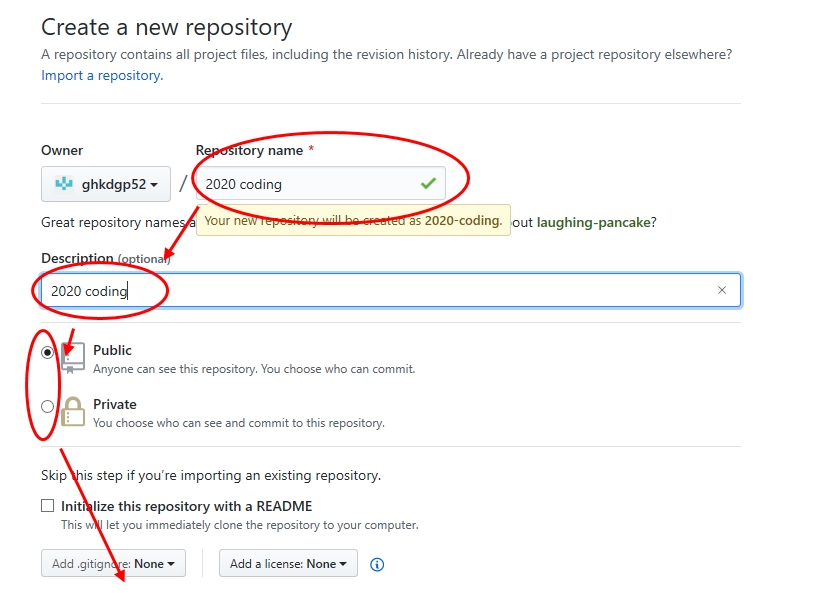 Create a new repository
A repository contains all project files, including the revision history. Already have a project repository elsewhere?
Import a repository.
Owner
Repository name *
ghkdgp52 / 2020 coding
Great repository names a
Your new repository will be created as 2020-coding.
out laughing-pancake?
Description (optional)
2020 coding
Public
Anyone can see this repository. You choose who can commit.
Private
You choose who can see and commit to this repository.
Skip this step if you’re importing an existing repository.
Initialize this repository with a README
This will let you immediately clone the repository to your computer.
Add .gitignore: None
Add a license: None